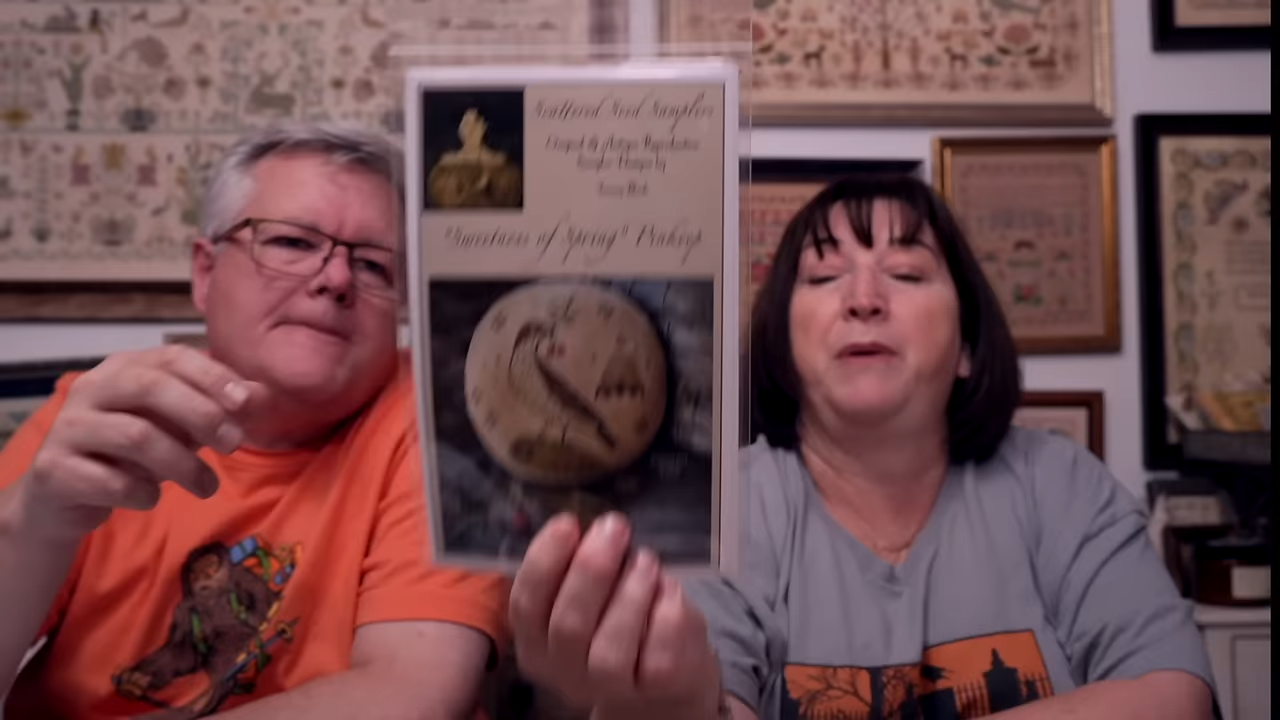 Scattered Seed Samplers
Original & Antique Reproduction
Sampler Designs by
"Sweetness of Spring" Pinkeep